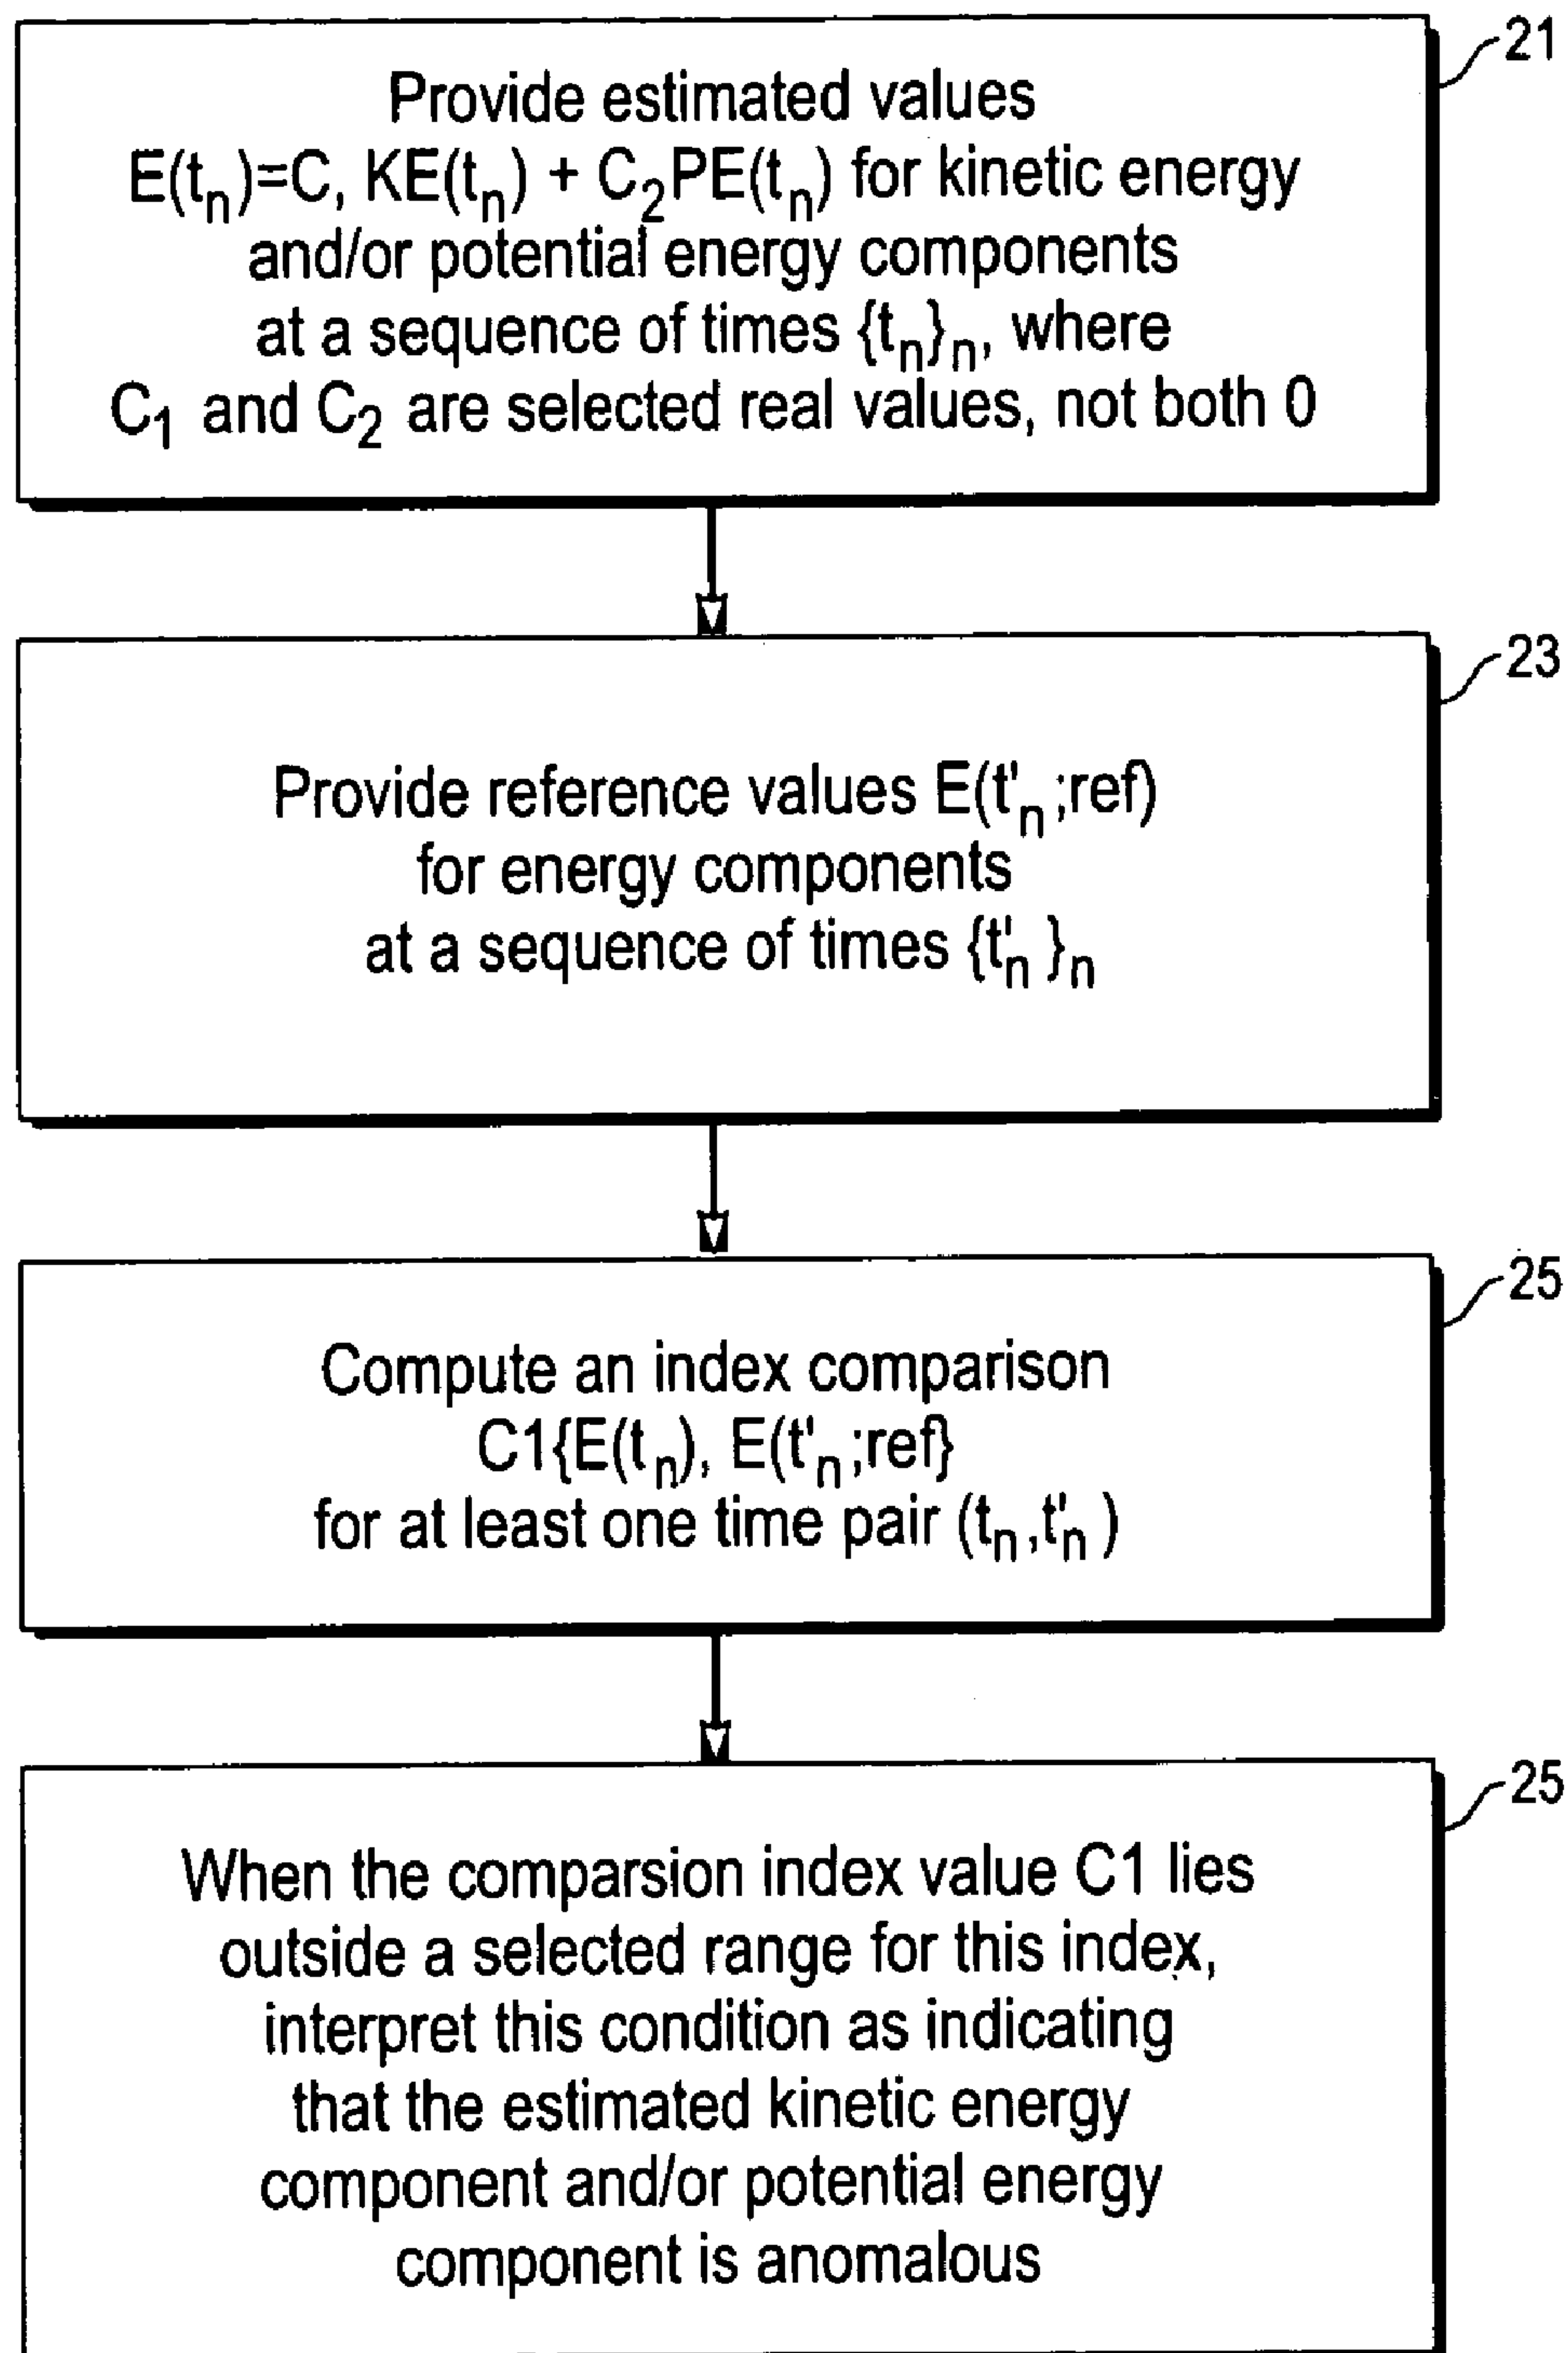 21
Provide estimated values
E(tₙ)=C, KE(tₙ) + C₂PE(tₙ) for kinetic energy
and/or potential energy components
at a sequence of times {tₙ}ₙ, where
C₁ and C₂ are selected real values, not both 0
23
Provide reference values E(t'ₙ;ref)
for energy components
at a sequence of times {t'ₙ}ₙ
25
Compute an index comparison
C1{E(tₙ), E(t'ₙ;ref}
for at least one time pair (tₙ,t'ₙ)
25
When the comparsion index value C1 lies
outside a selected range for this index,
interpret this condition as indicating
that the estimated kinetic energy
component and/or potential energy
component is anomalous